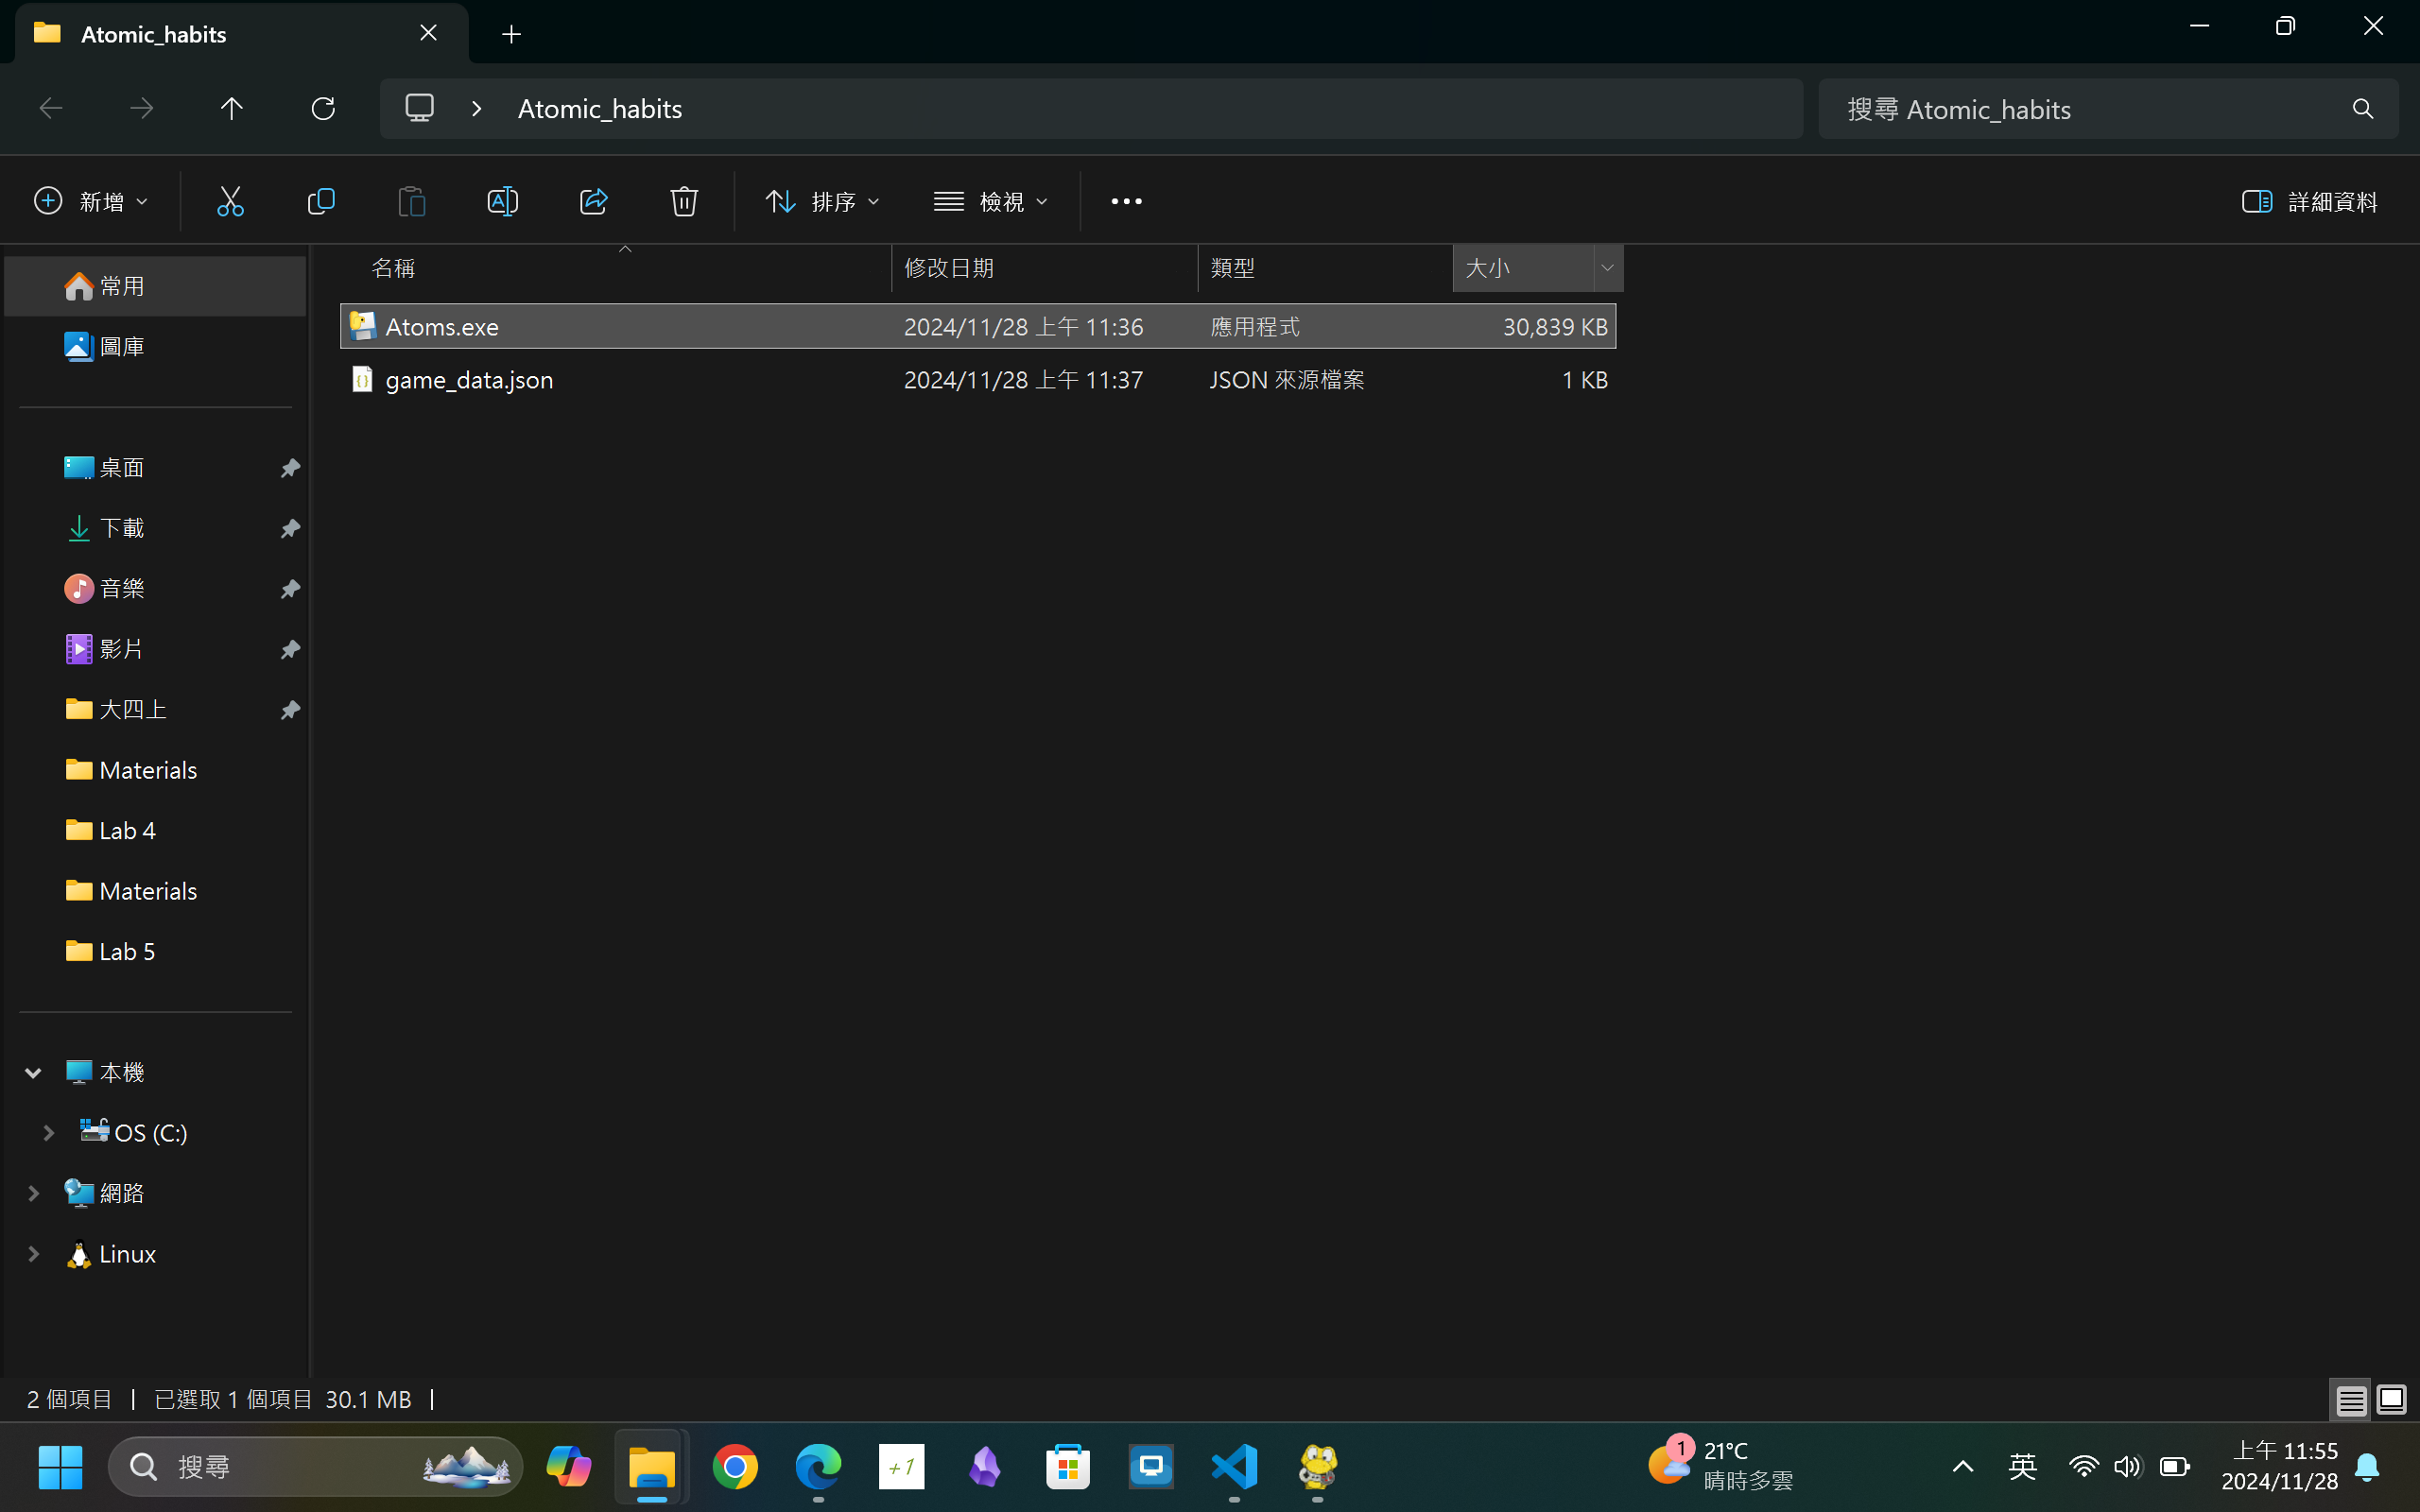 Atomic_habits
Atomic_habits
搜尋 Atomic_habits
新增
排序
檢視
詳細資料
名稱
修改日期
類型
大小
Atoms.exe
2024/11/28 上午 11:36
應用程式
30,839 KB
game_data.json
2024/11/28 上午 11:37
JSON 來源檔案
1 KB
常用
圖庫
桌面
下載
音樂
影片
大四上
Materials
Lab 4
Materials
Lab 5
本機
OS (C:)
網路
Linux
2 個項目
已選取 1 個項目 30.1 MB
搜尋
+1
1
21°C
晴時多雲
英
上午 11:55
2024/11/28